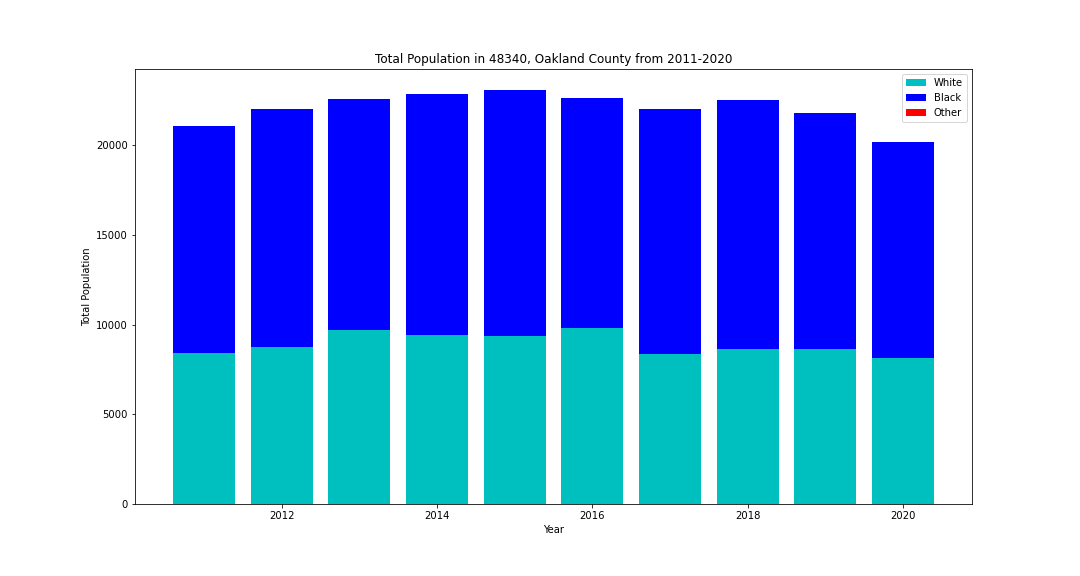 Total Population in 48340, Oakland County from 2011-2020
White
Black
Other
20000
15000
10000
5000
0
Total Population
2012
2014
2016
2018
2020
Year